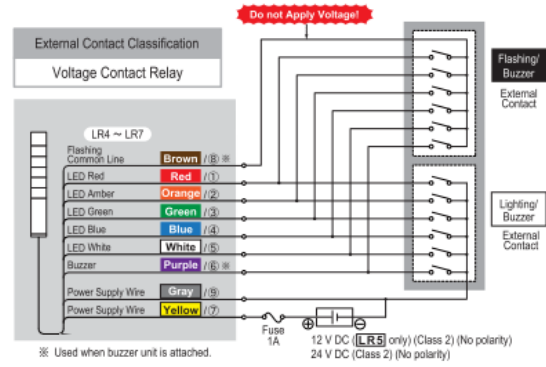 Do not Apply Voltage!
External Contact Classification
Voltage Contact Relay
Flashing/
Buzzer
External
Contact
LR4 ～ LR7
Flashing
Common Line Brown /⑧ ※
LED Red Red /①
LED Amber Orange /②
LED Green Green /③
LED Blue Blue /④
LED White White /⑤
Buzzer Purple /⑥ ※
Lighting/
Buzzer
External
Contact
Power Supply Wire Gray /⑨
Power Supply Wire Yellow /⑦
Fuse
1A
⊕ ⊖
12 V DC (LR5 only) (Class 2) (No polarity)
24 V DC (Class 2) (No polarity)
※ Used when buzzer unit is attached.